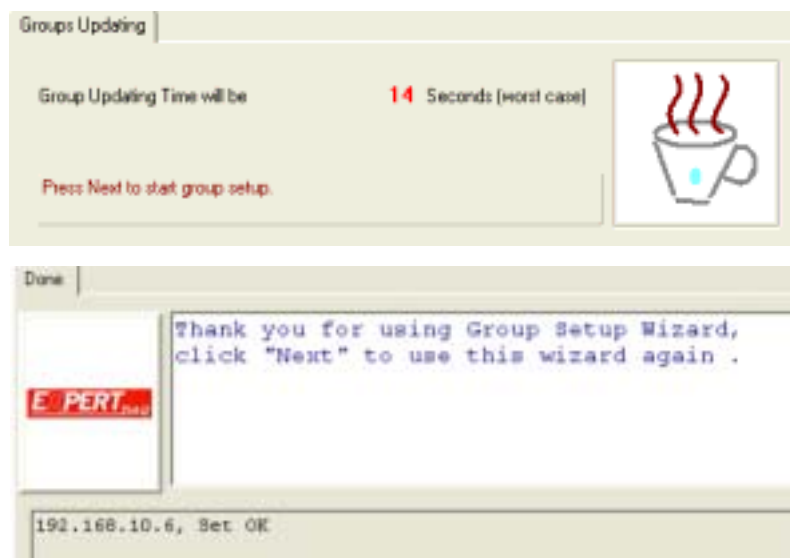 Groups Updating
Group Updating Time will be 14 Seconds (worst case)
Press Next to start group setup.
Done
Thank you for using Group Setup Wizard,
click "Next" to use this wizard again .
E PERT
192.168.10.6, Set OK